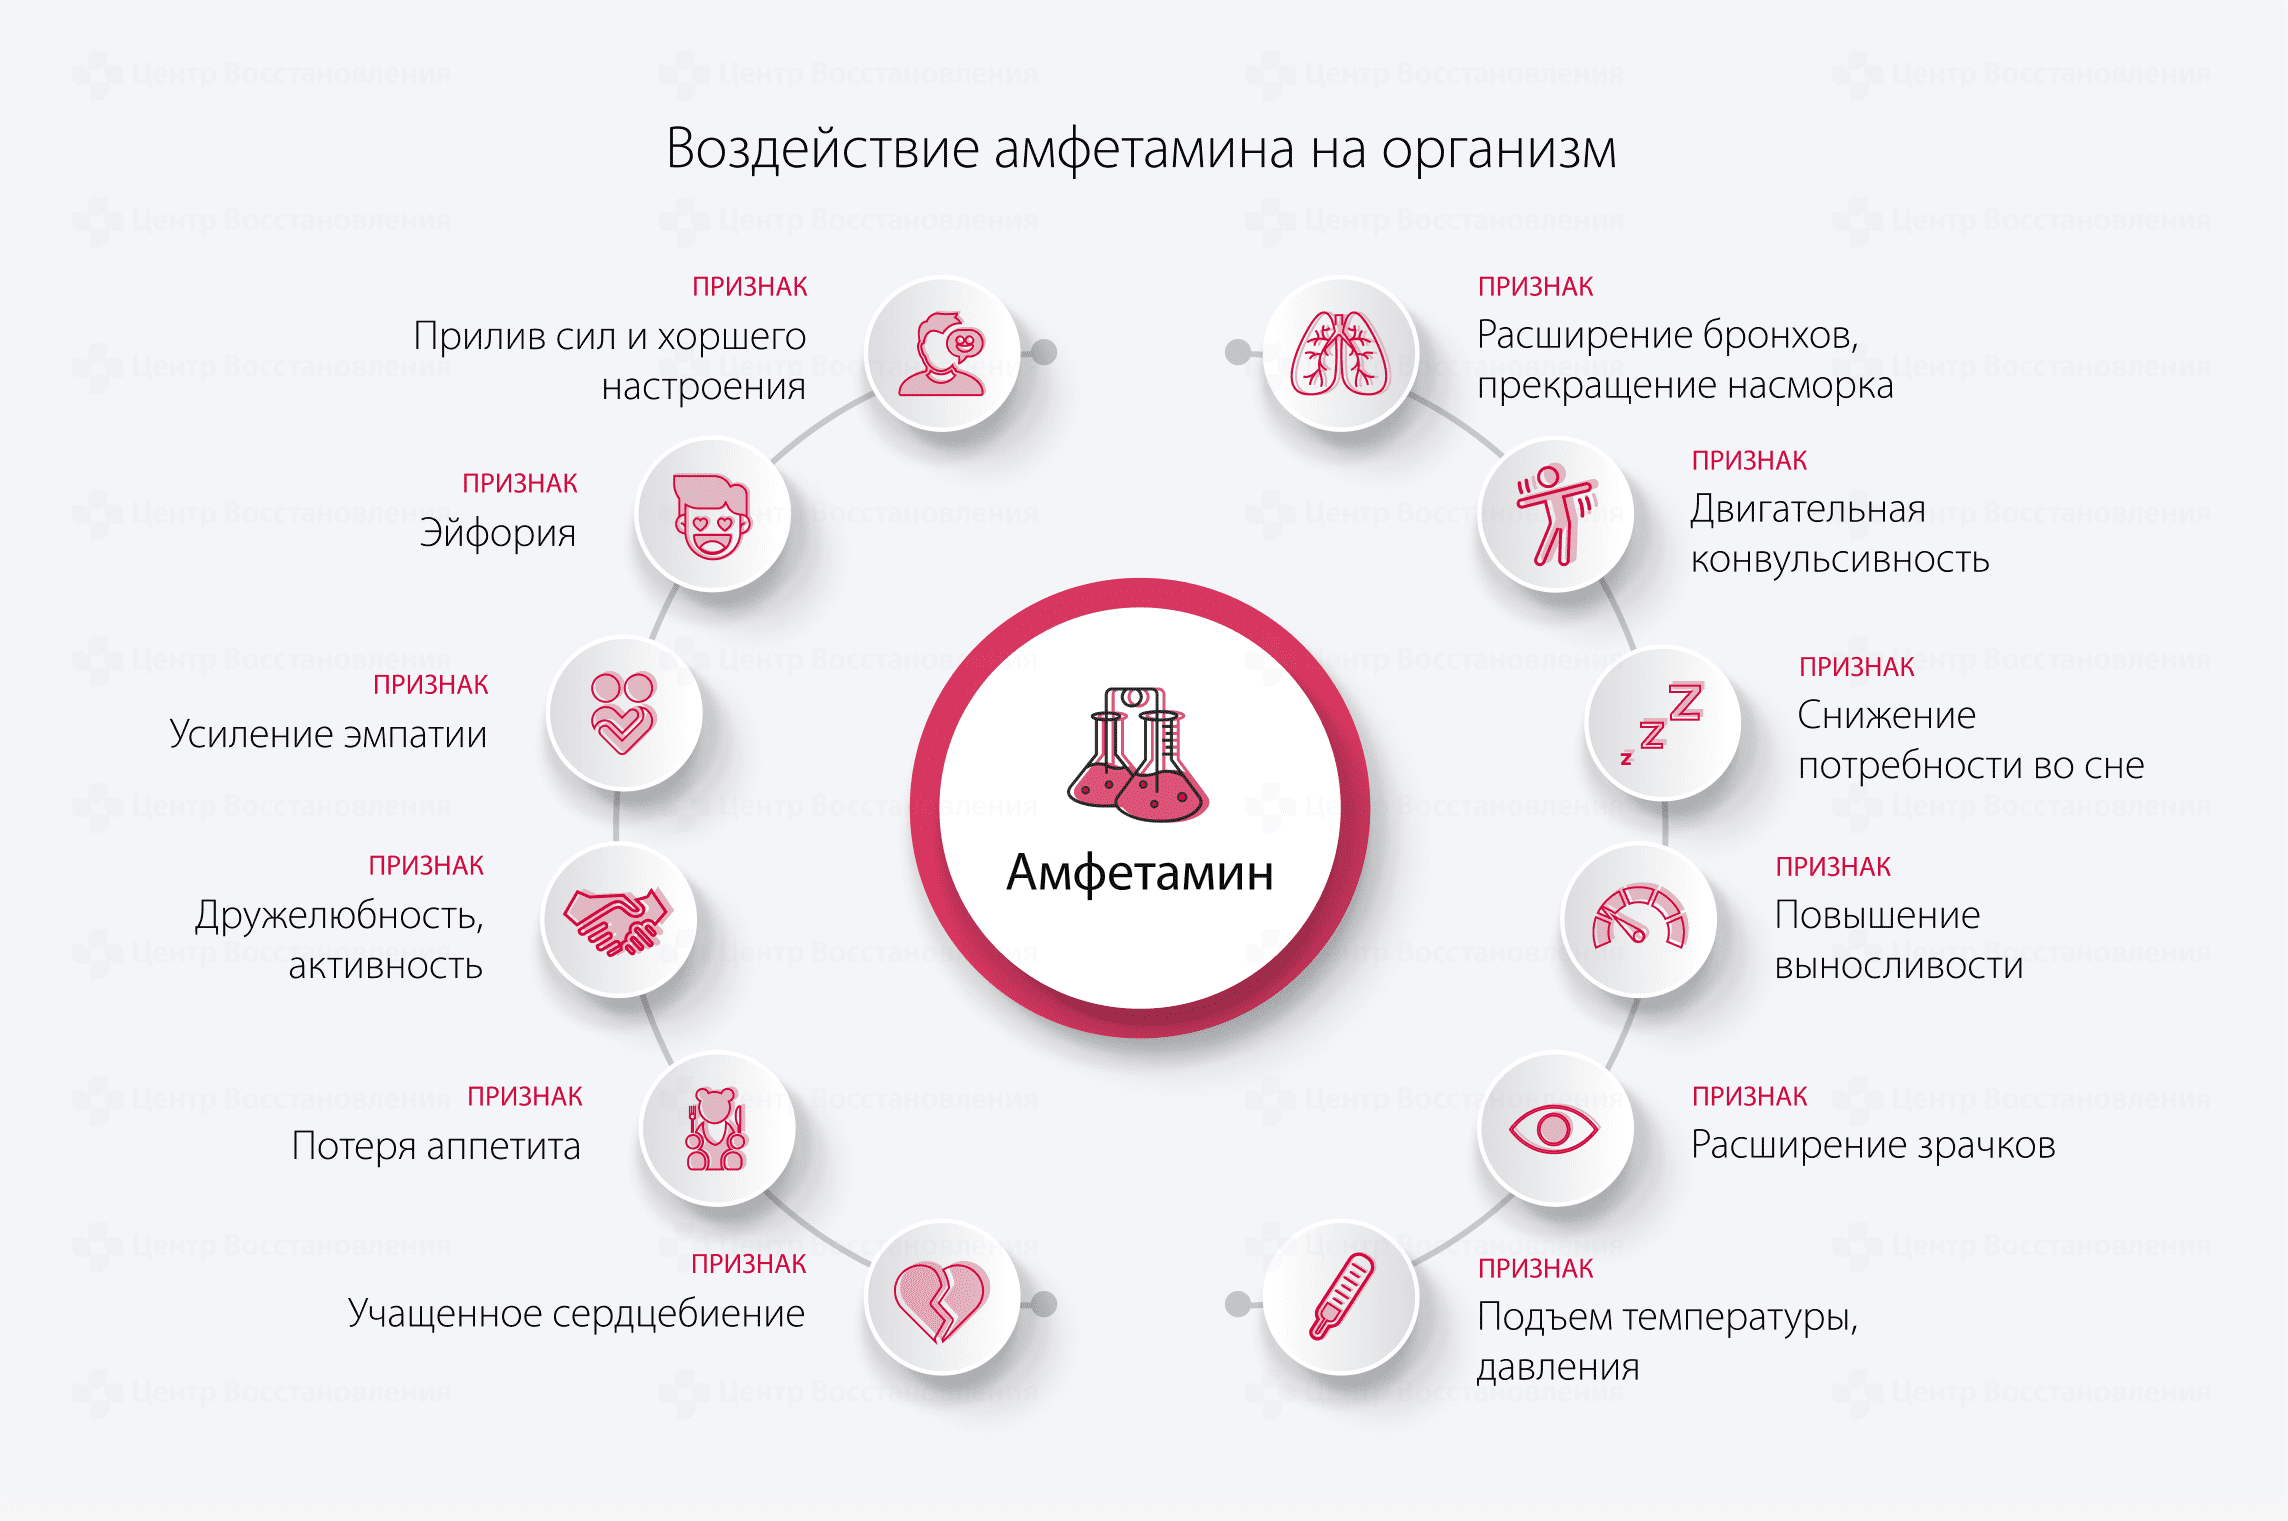 Воздействие амфетамина на организм
ПРИЗНАК
Прилив сил и хоршего
настроения
ПРИЗНАК
Эйфория
ПРИЗНАК
Усиление эмпатии
ПРИЗНАК
Дружелюбность,
активность
ПРИЗНАК
Потеря аппетита
ПРИЗНАК
Учащенное сердцебиение
Амфетамин
ПРИЗНАК
Расширение бронхов,
прекращение насморка
ПРИЗНАК
Двигательная
конвульсивность
ПРИЗНАК
Снижение
потребности во сне
ПРИЗНАК
Повышение
выносливости
ПРИЗНАК
Расширение зрачков
ПРИЗНАК
Подъем температуры,
давления
Центр Восстановления